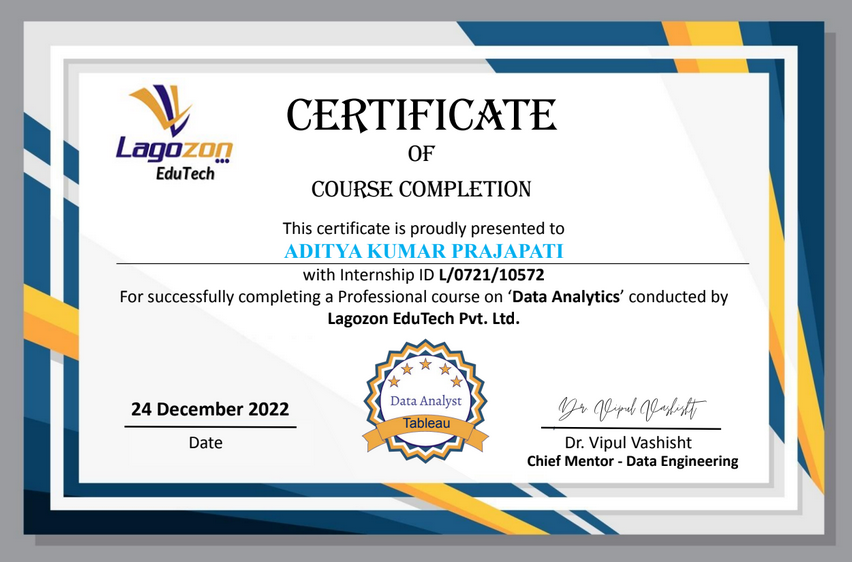 Lagozon
EduTech
CERTIFICATE
OF
COURSE COMPLETION
This certificate is proudly presented to
ADITYA KUMAR PRAJAPATI
with Internship ID L/0721/10572
For successfully completing a Professional course on ‘Data Analytics’ conducted by
Lagozon EduTech Pvt. Ltd.
Data Analyst
Tableau
24 December 2022
Date
Dr Vipul Vashisht
Dr. Vipul Vashisht
Chief Mentor - Data Engineering